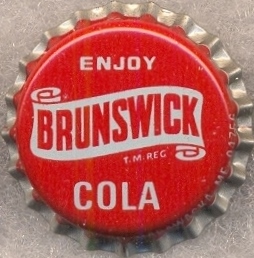 ENJOY
BRUNSWICK
T.M. REG.
COLA